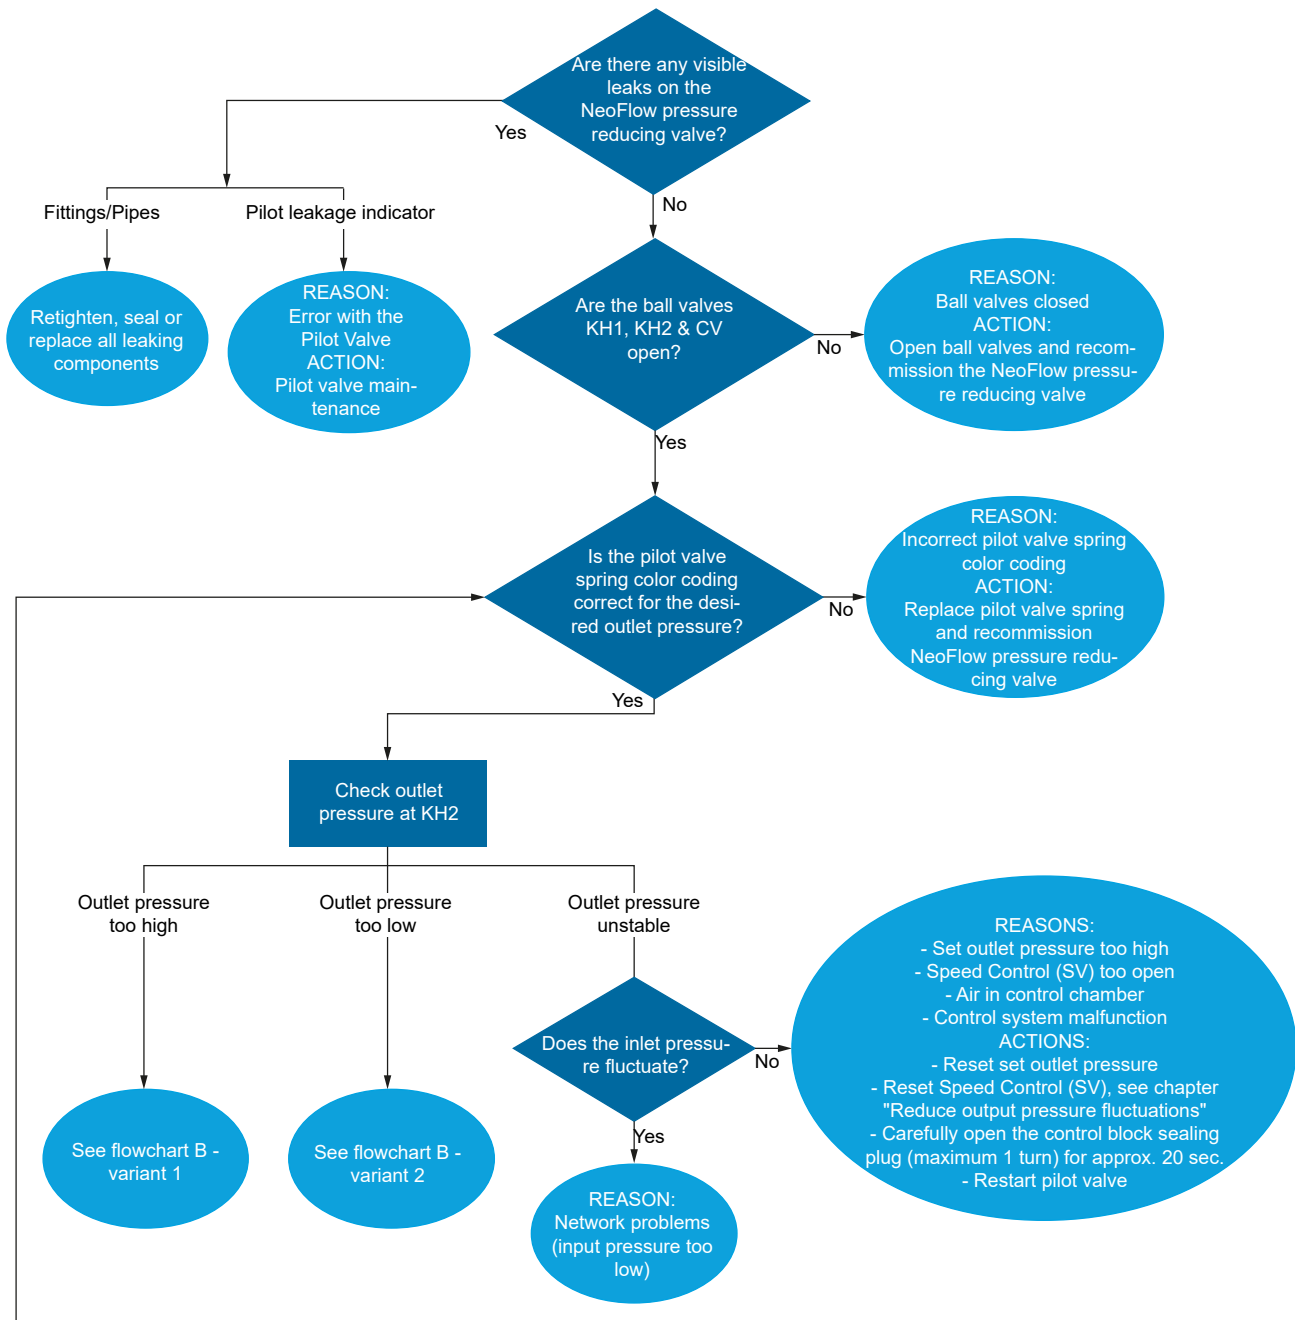 Are there any visible
leaks on the
NeoFlow pressure
reducing valve?
Yes
No
Fittings/Pipes
Pilot leakage indicator
Retighten, seal or
replace all leaking
components
REASON:
Error with the
Pilot Valve
ACTION:
Pilot valve main-
tenance
Are the ball valves
KH1, KH2 & CV
open?
No
Yes
REASON:
Ball valves closed
ACTION:
Open ball valves and recom-
mission the NeoFlow pressu-
re reducing valve
Is the pilot valve
spring color coding
correct for the desi-
red outlet pressure?
No
Yes
REASON:
Incorrect pilot valve spring
color coding
ACTION:
Replace pilot valve spring
and recommission
NeoFlow pressure redu-
cing valve
Check outlet
pressure at KH2
Outlet pressure
too high
Outlet pressure
too low
Outlet pressure
unstable
See flowchart B -
variant 1
See flowchart B -
variant 2
Does the inlet pressu-
re fluctuate?
No
Yes
REASON:
Network problems
(input pressure too
low)
REASONS:
- Set outlet pressure too high
- Speed Control (SV) too open
- Air in control chamber
- Control system malfunction
ACTIONS:
- Reset set outlet pressure
- Reset Speed Control (SV), see chapter
"Reduce output pressure fluctuations"
- Carefully open the control block sealing
plug (maximum 1 turn) for approx. 20 sec.
- Restart pilot valve